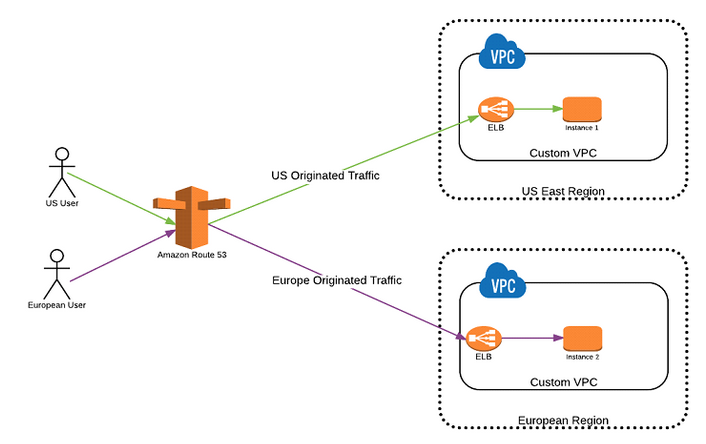 VPC
ELB
Instance 1
Custom VPC
US East Region
US Originated Traffic
US User
Amazon Route 53
European User
Europe Originated Traffic
VPC
ELB
Instance 2
Custom VPC
European Region